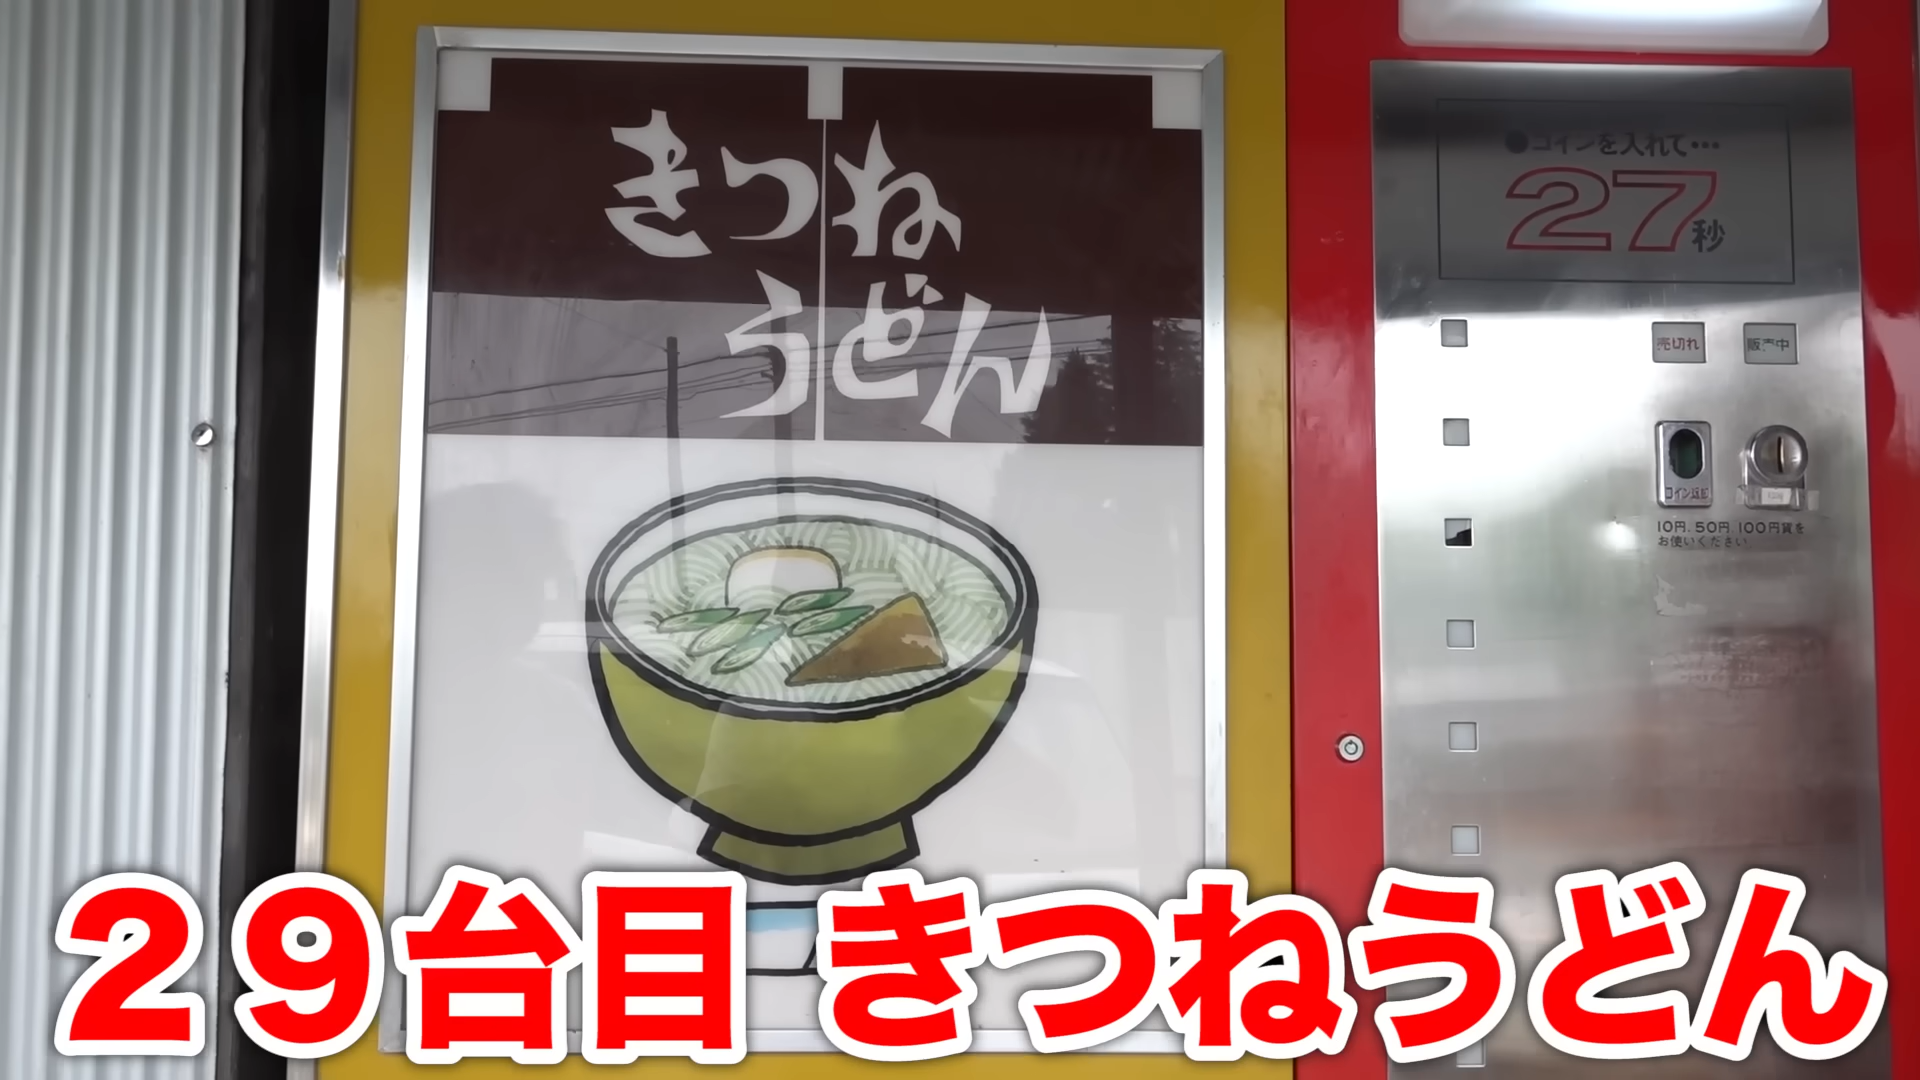 きつね
うどん
●コインを入れて…
27秒
売切れ
販売中
コイン返却
10円.50円.100円貨を
お使いください
29台目 きつねうどん